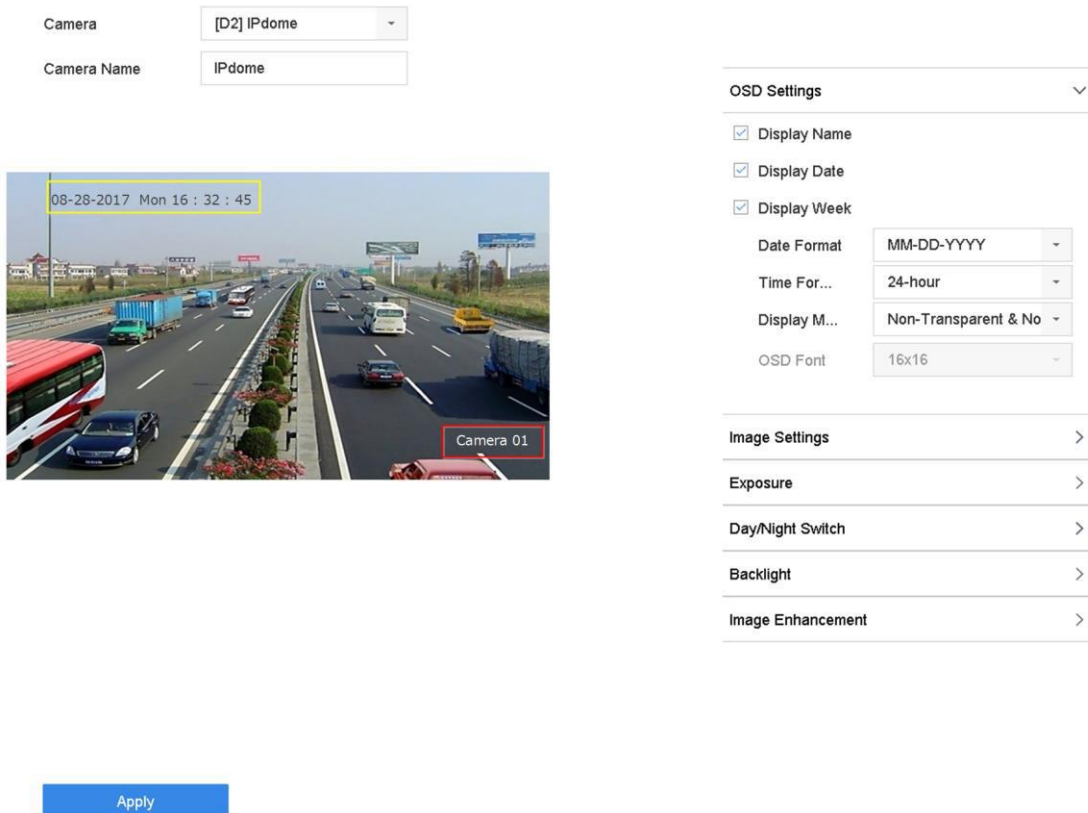 Camera [D2] IPdome
Camera Name IPdome
08-28-2017 Mon 16 : 32 : 45
Camera 01
Apply
OSD Settings
Display Name
Display Date
Display Week
Date Format MM-DD-YYYY
Time For... 24-hour
Display M... Non-Transparent & No
OSD Font 16x16
Image Settings
Exposure
Day/Night Switch
Backlight
Image Enhancement